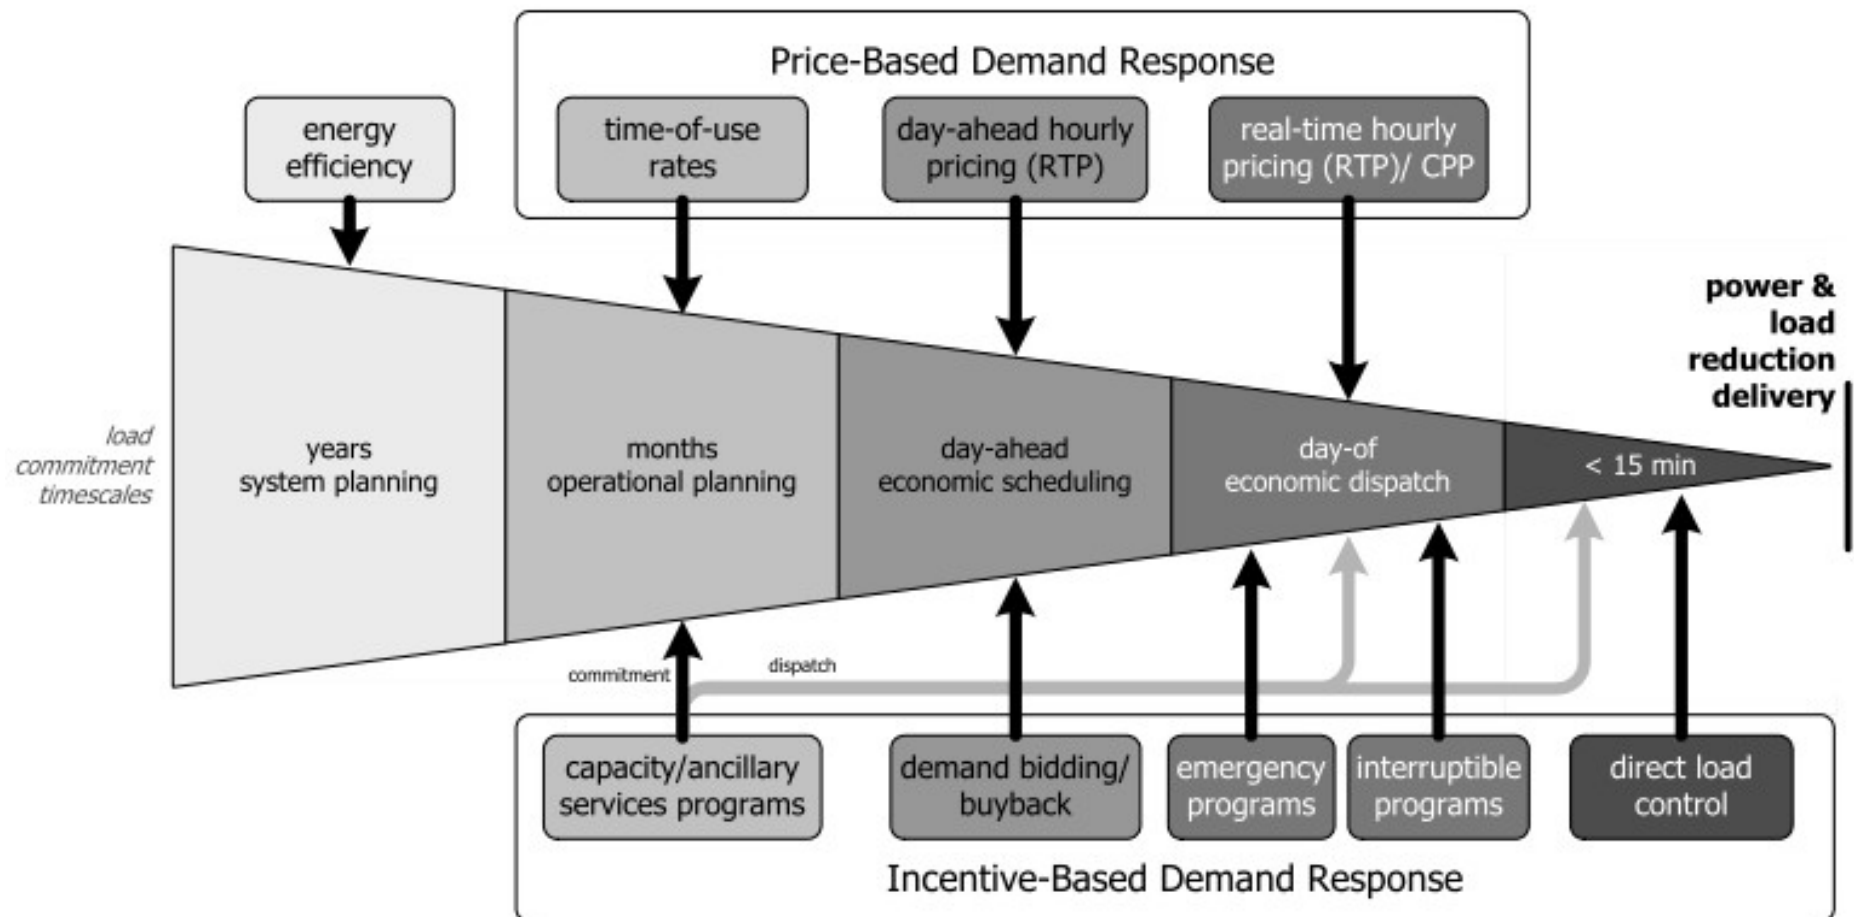 Price-Based Demand Response
energy
efficiency
time-of-use
rates
day-ahead hourly
pricing (RTP)
real-time hourly
pricing (RTP)/ CPP
power &
load
reduction
delivery
load
commitment
timescales
years
system planning
months
operational planning
day-ahead
economic scheduling
day-of
economic dispatch
< 15 min
commitment
dispatch
capacity/ancillary
services programs
demand bidding/
buyback
emergency
programs
interruptible
programs
direct load
control
Incentive-Based Demand Response